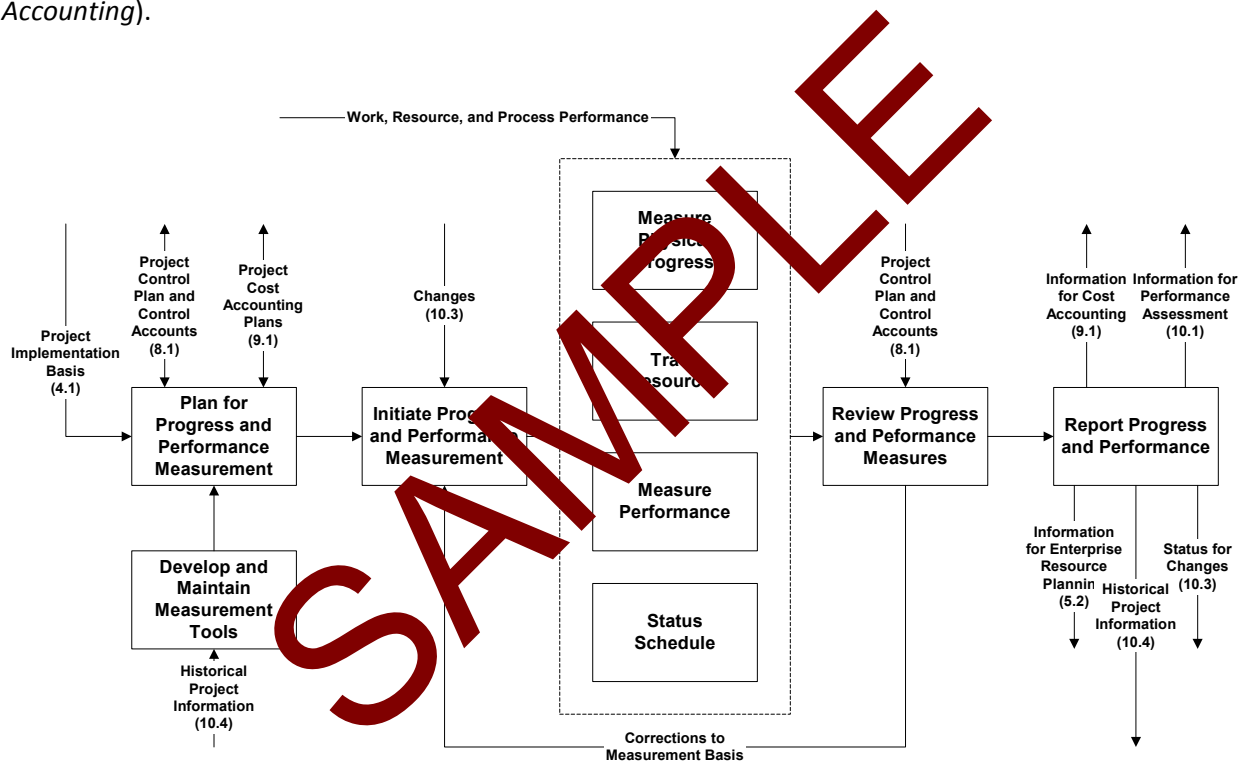 Accounting).
Work, Resource, and Process Performance
Project
Implementation
Basis
(4.1)
Project
Control
Plan and
Control
Accounts
(8.1)
Project
Cost
Accounting
Plans
(9.1)
Changes
(10.3)
Measure
Progress
Project
Control
Plan and
Control
Accounts
(8.1)
Information
for Cost
Accounting
(9.1)
Information for
Performance
Assessment
(10.1)
Plan for
Progress and
Performance
Measurement
Initiate Progress
and Performance
Measurement
Review Progress
and Peformance
Measures
Report Progress
and Performance
Measure
Performance
Develop and
Maintain
Measurement
Tools
Status
Schedule
Information
for Enterprise
Resource
Planning
(5.2)
Historical
Project
Information
(10.4)
Status for
Changes
(10.3)
Historical
Project
Information
(10.4)
Corrections to
Measurement Basis
SAMPLE